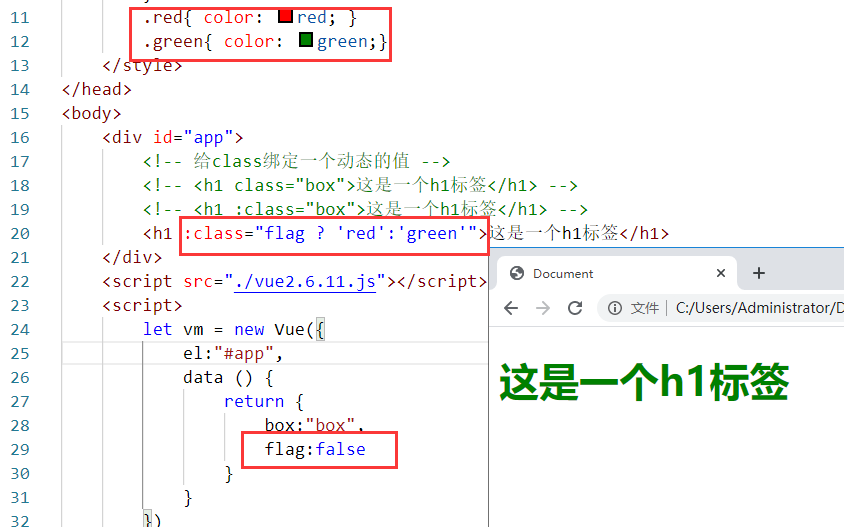 11 .red{ color: red; }
12 .green{ color: green;}
13 </style>
14 </head>
15 <body>
16 <div id="app">
17 <!-- 给class绑定一个动态的值 -->
18 <!-- <h1 class="box">这是一个h1标签</h1> -->
19 <!-- <h1 :class="box">这是一个h1标签</h1> -->
20 <h1 :class="flag ? 'red':'green'">这是一个h1标签</h1>
21 </div>
22 <script src="./vue2.6.11.js"></script>
23 <script>
24 let vm = new Vue({
25 el:"#app",
26 data () {
27 return {
28 box:"box",
29 flag:false
30 }
31 }
32 })
Document
文件 C:/Users/Administrator/D
这是一个h1标签